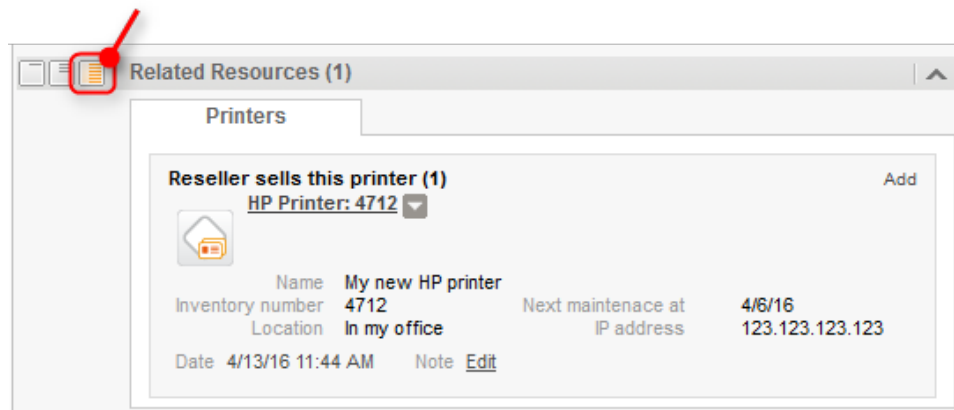 Related Resources (1)
Printers
Reseller sells this printer (1) Add
HP Printer: 4712
Name My new HP printer
Inventory number 4712 Next maintenace at 4/6/16
Location In my office IP address 123.123.123.123
Date 4/13/16 11:44 AM Note Edit